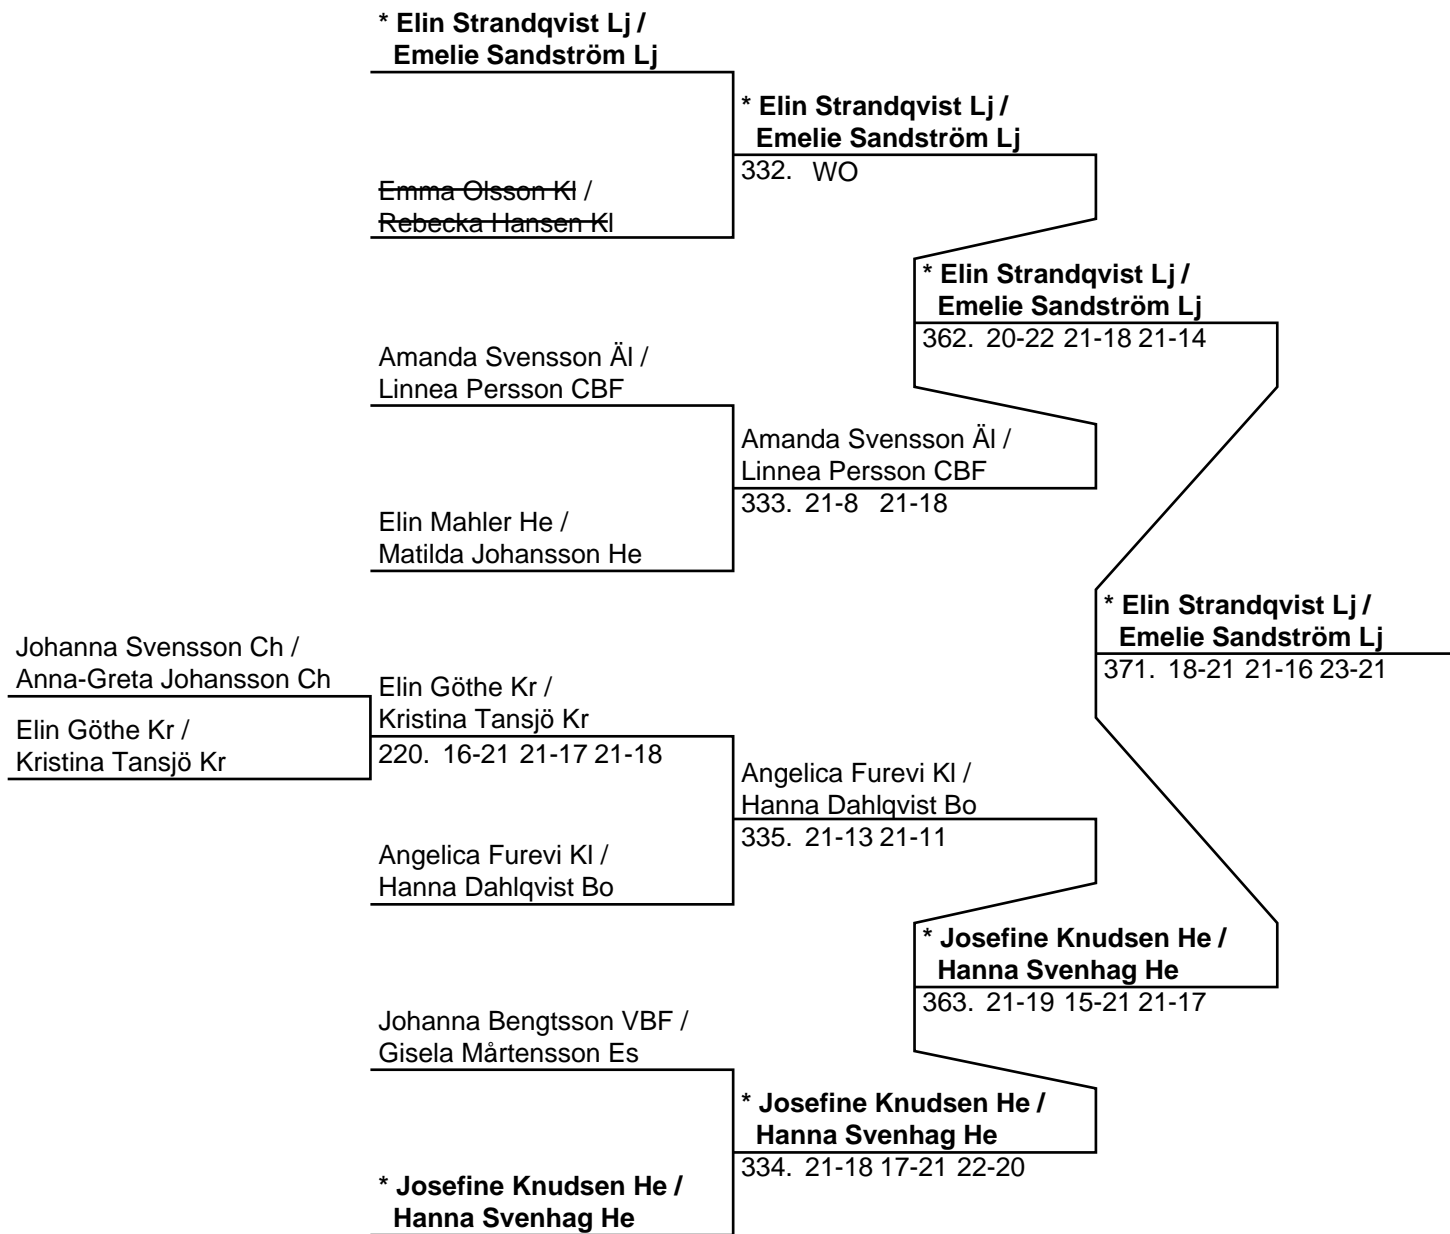 * Elin Strandqvist Lj /
Emelie Sandström Lj
* Elin Strandqvist Lj /
Emelie Sandström Lj
332. WO
Emma Olsson Kl /
Rebecka Hansen Kl
* Elin Strandqvist Lj /
Emelie Sandström Lj
362. 20-22 21-18 21-14
Amanda Svensson Äl /
Linnea Persson CBF
Amanda Svensson Äl /
Linnea Persson CBF
333. 21-8 21-18
Elin Mahler He /
Matilda Johansson He
* Elin Strandqvist Lj /
Emelie Sandström Lj
371. 18-21 21-16 23-21
Johanna Svensson Ch /
Anna-Greta Johansson Ch
Elin Göthe Kr /
Kristina Tansjö Kr
220. 16-21 21-17 21-18
Elin Göthe Kr /
Kristina Tansjö Kr
Angelica Furevi Kl /
Hanna Dahlqvist Bo
335. 21-13 21-11
Angelica Furevi Kl /
Hanna Dahlqvist Bo
* Josefine Knudsen He /
Hanna Svenhag He
363. 21-19 15-21 21-17
Johanna Bengtsson VBF /
Gisela Mårtensson Es
* Josefine Knudsen He /
Hanna Svenhag He
334. 21-18 17-21 22-20
* Josefine Knudsen He /
Hanna Svenhag He